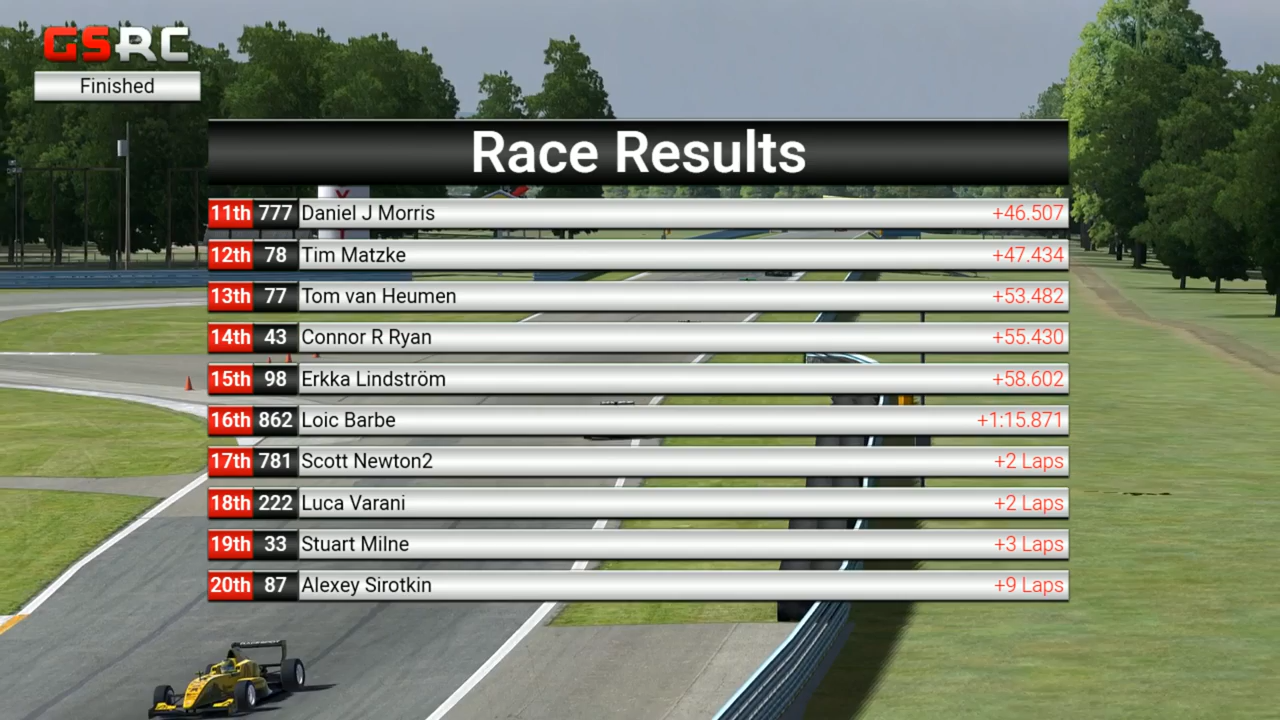 GSRC
Finished
Race Results
11th 777 Daniel J Morris +46.507
12th 78 Tim Matzke +47.434
13th 77 Tom van Heumen +53.482
14th 43 Connor R Ryan +55.430
15th 98 Erkka Lindström +58.602
16th 862 Loic Barbe +1:15.871
17th 781 Scott Newton2 +2 Laps
18th 222 Luca Varani +2 Laps
19th 33 Stuart Milne +3 Laps
20th 87 Alexey Sirotkin +9 Laps